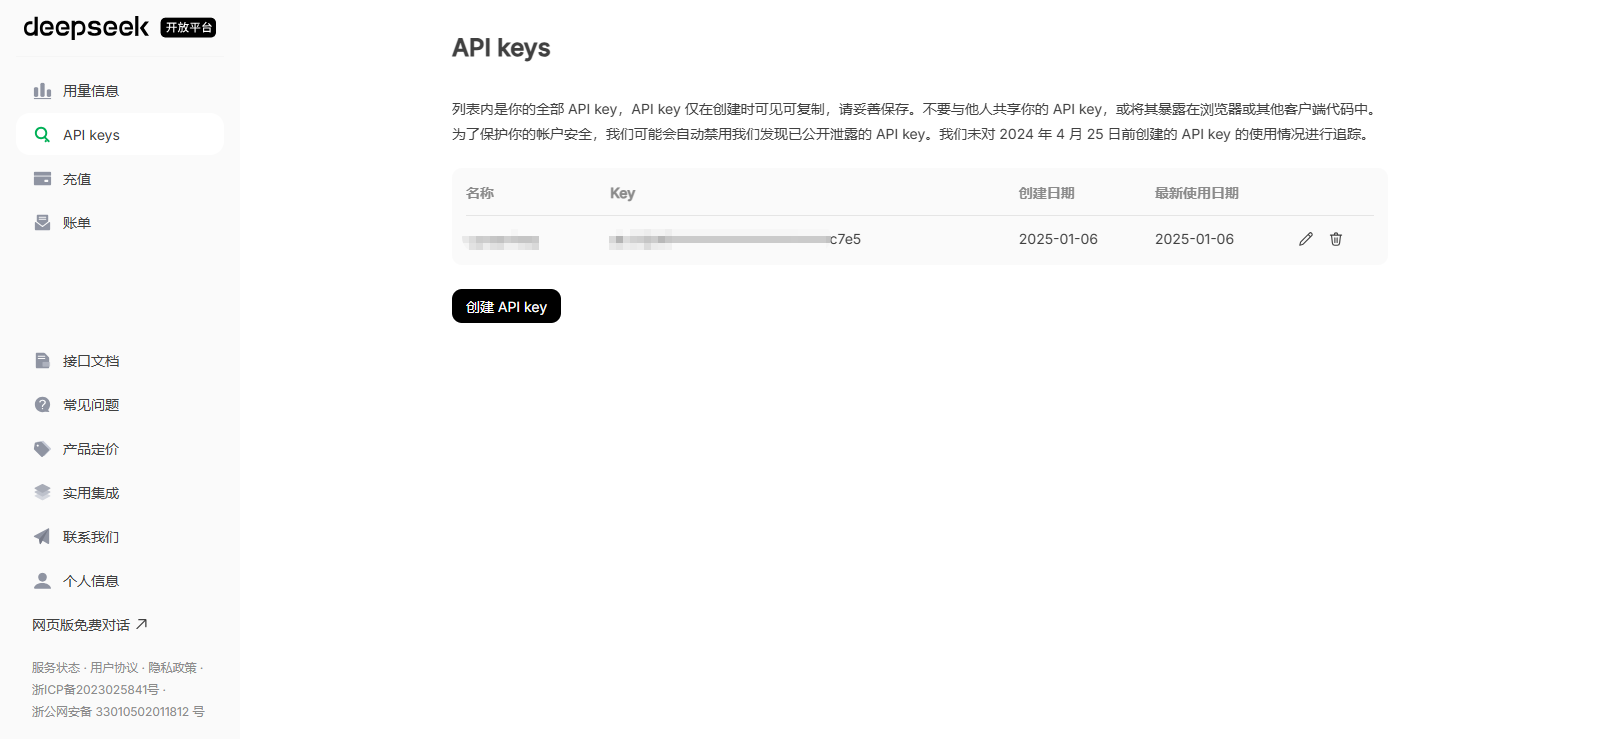 deepseek 开放平台
用量信息
API keys
充值
账单
接口文档
常见问题
产品定价
实用集成
联系我们
个人信息
网页版免费对话
服务状态 · 用户协议 · 隐私政策 ·
浙ICP备2023025841号 ·
浙公网安备 33010502011812 号
API keys
列表内是你的全部 API key，API key 仅在创建时可见可复制，请妥善保存。不要与他人共享你的 API key，或将其暴露在浏览器或其他客户端代码中。
为了保护你的帐户安全，我们可能会自动禁用我们发现已公开泄露的 API key。我们未对 2024 年 4 月 25 日前创建的 API key 的使用情况进行追踪。
名称 Key 创建日期 最新使用日期
c7e5 2025-01-06 2025-01-06
创建 API key